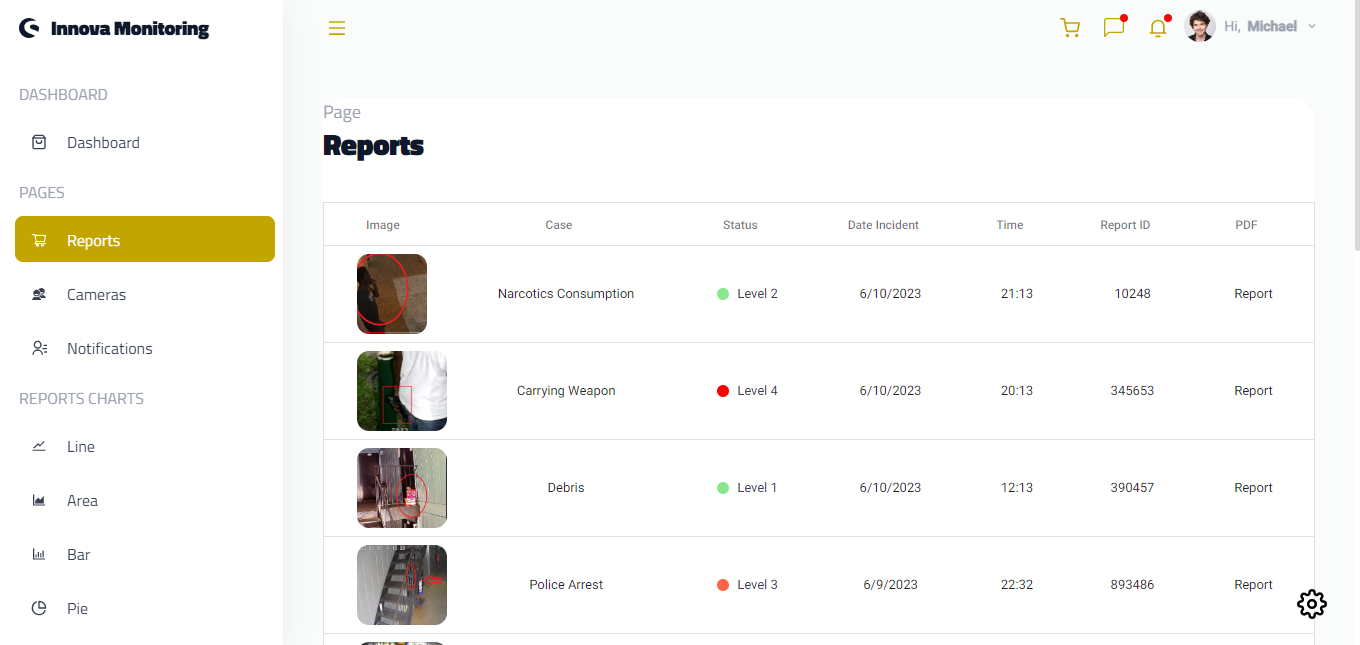 Innova Monitoring
Hi, Michael
DASHBOARD
Dashboard
PAGES
Reports
Cameras
Notifications
REPORTS CHARTS
Line
Area
Bar
Pie
Page
Reports
Image Case Status Date Incident Time Report ID PDF
Narcotics Consumption Level 2 6/10/2023 21:13 10248 Report
Carrying Weapon Level 4 6/10/2023 20:13 345653 Report
Debris Level 1 6/10/2023 12:13 390457 Report
Police Arrest Level 3 6/9/2023 22:32 893486 Report